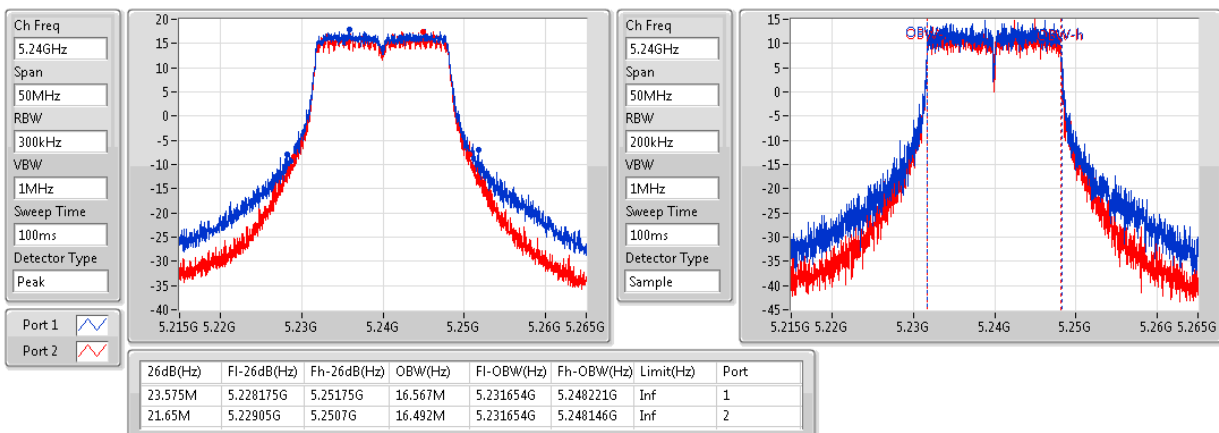 Ch Freq
5.24GHz
Span
50MHz
RBW
300kHz
VBW
1MHz
Sweep Time
100ms
Detector Type
Peak
Port 1
Port 2
20
15
10
5
0
-5
-10
-15
-20
-25
-30
-35
-40
5.215G 5.22G 5.23G 5.24G 5.25G 5.26G 5.265G
Ch Freq
5.24GHz
Span
50MHz
RBW
200kHz
VBW
1MHz
Sweep Time
100ms
Detector Type
Sample
15
10
5
0
-5
-10
-15
-20
-25
-30
-35
-40
-45
5.215G 5.22G 5.23G 5.24G 5.25G 5.26G 5.265G
26dB(Hz) Fl-26dB(Hz) Fh-26dB(Hz) OBW(Hz) Fl-OBW(Hz) Fh-OBW(Hz) Limit(Hz) Port
23.575M 5.228175G 5.25175G 16.567M 5.231654G 5.248221G Inf 1
21.65M 5.22905G 5.2507G 16.492M 5.231654G 5.248146G Inf 2